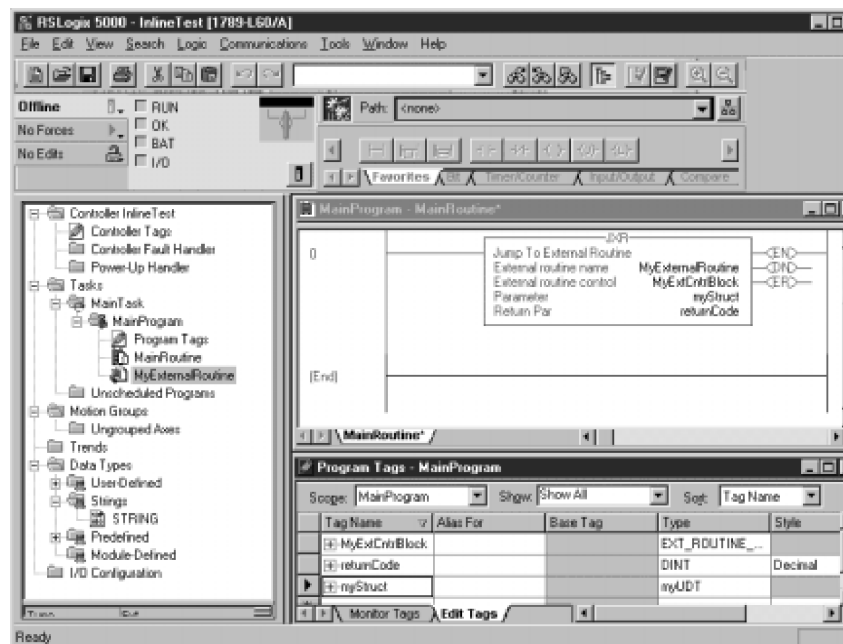 RSLogix 5000 - InlineTest [1789-L60/A]
File Edit View Search Logic Communications Tools Window Help
Offline
RUN
No Forces
OK
No Edits
BAT
I/O
Path: <none>
Favorites Bit Timer/Counter Input/Output Compare
Controller InlineTest
Controller Tags
Controller Fault Handler
Power-Up Handler
Tasks
MainTask
MainProgram
Program Tags
MainRoutine
MyExternalRoutine
Unscheduled Programs
Motion Groups
Ungrouped Axes
Trends
Data Types
User-Defined
Strings
STRING
Predefined
Module-Defined
I/O Configuration
MainProgram - MainRoutine*
0
JXR
Jump To External Routine
External routine name MyExternalRoutine
External routine control MyExtCntrBlock
Parameter myStruct
Return Par returnCode
EN
DN
ER
(End)
MainRoutine*
Program Tags - MainProgram
Scope: MainProgram Show: Show All Sort: Tag Name
Tag Name Alias For Base Tag Type Style
MyExtCntrBlock EXT_ROUTINE_...
returnCode DINT Decimal
myStruct myUDT
Monitor Tags Edit Tags
Ready